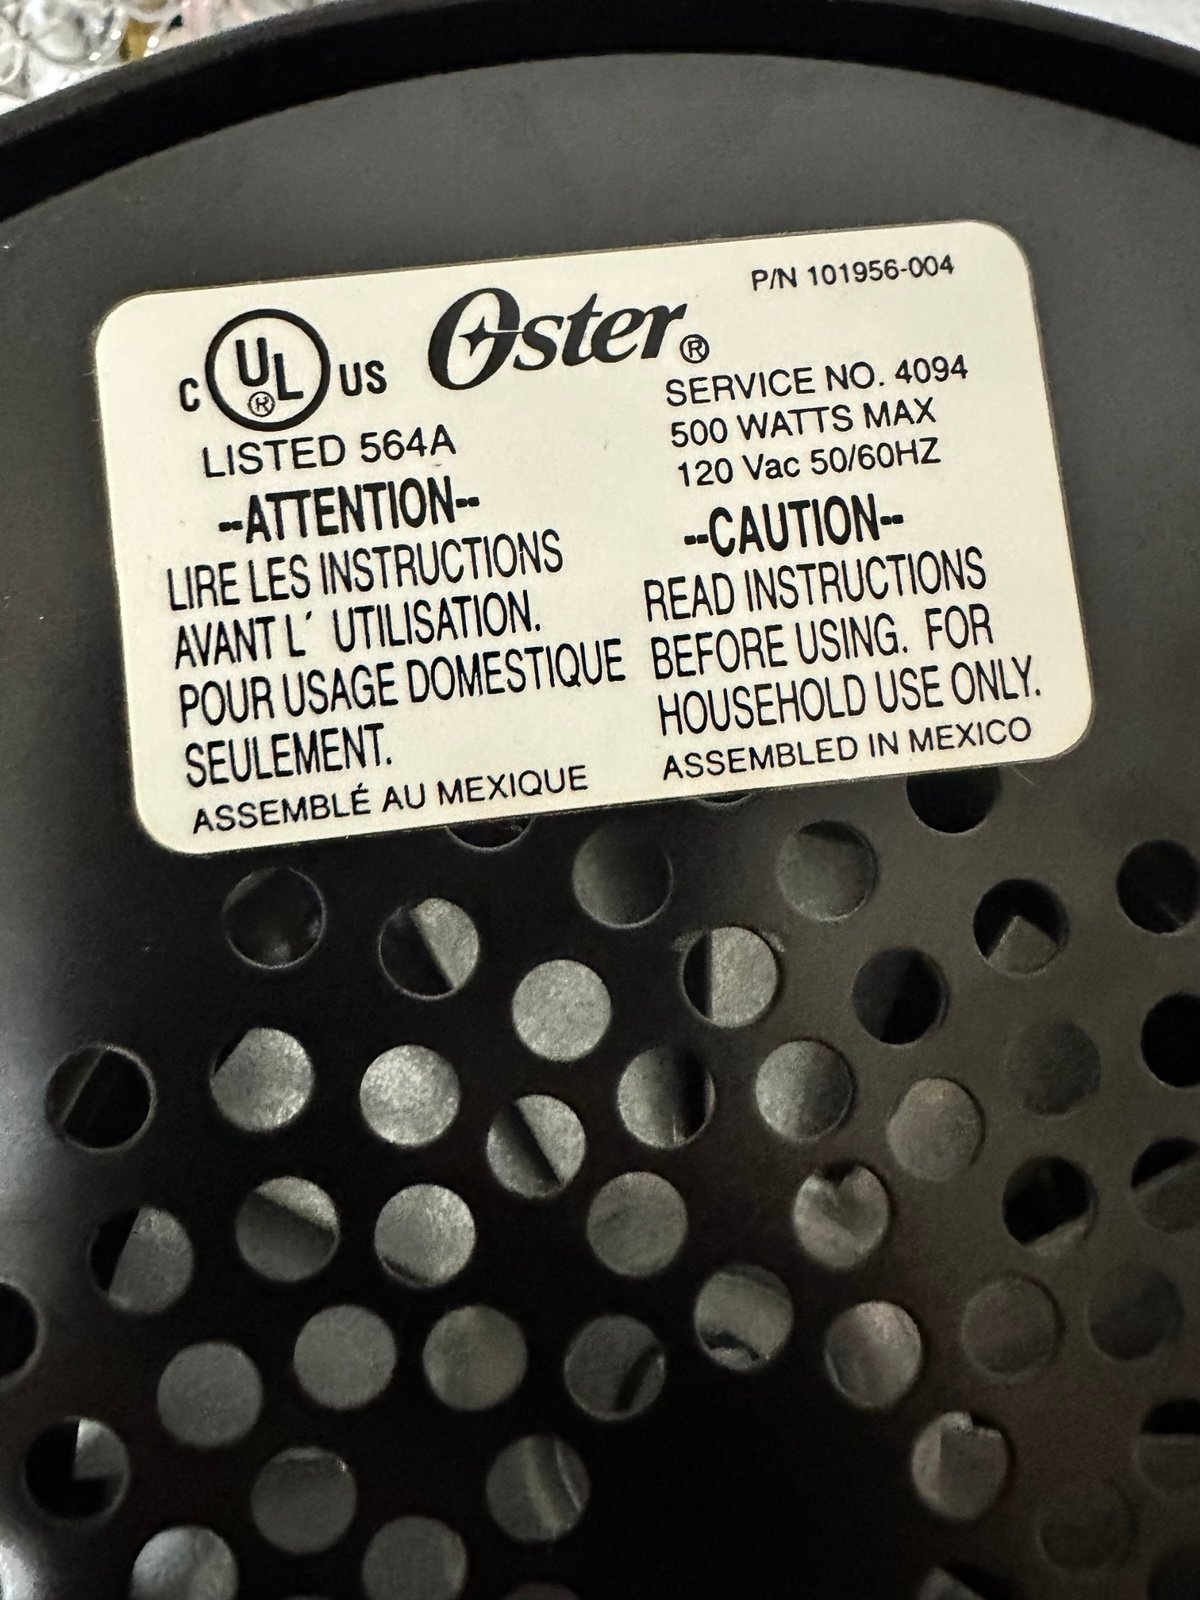 P/N 101956-004
C UL® US
Oster®
LISTED 564A
--ATTENTION--
LIRE LES INSTRUCTIONS
AVANT L´ UTILISATION.
POUR USAGE DOMESTIQUE
SEULEMENT.
ASSEMBLÉ AU MEXIQUE
SERVICE NO. 4094
500 WATTS MAX
120 Vac 50/60HZ
--CAUTION--
READ INSTRUCTIONS
BEFORE USING. FOR
HOUSEHOLD USE ONLY.
ASSEMBLED IN MEXICO